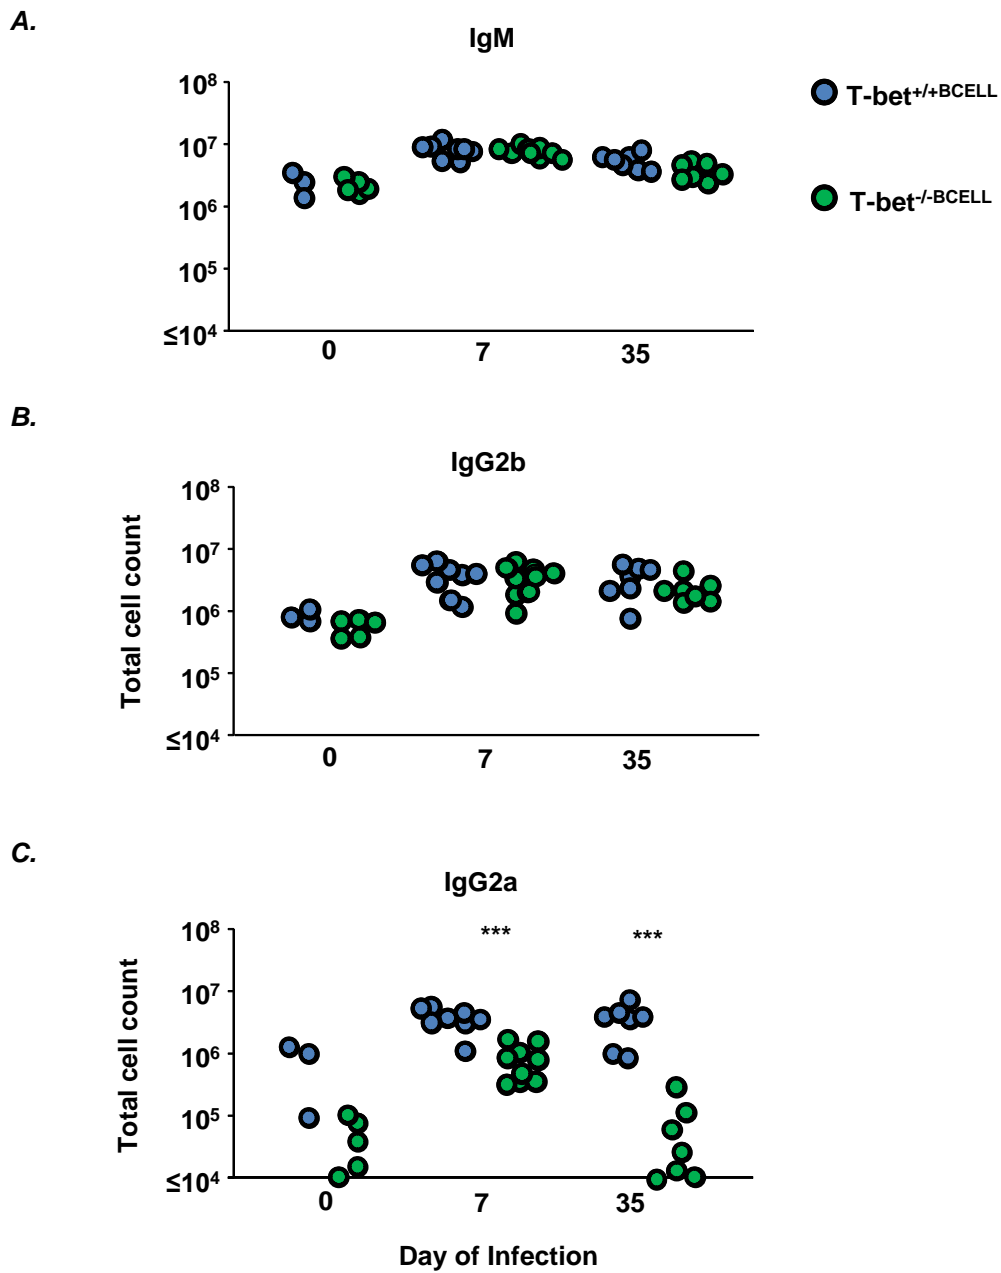 A.
IgM
10⁸
10⁷
10⁶
10⁵
≤10⁴
0 7 35
T-bet+/+BCELL
T-bet-/-BCELL
B.
IgG2b
Total cell count
10⁸
10⁷
10⁶
10⁵
≤10⁴
0 7 35
C.
IgG2a
Total cell count
10⁸
10⁷
10⁶
10⁵
≤10⁴
*** ***
0 7 35
Day of Infection